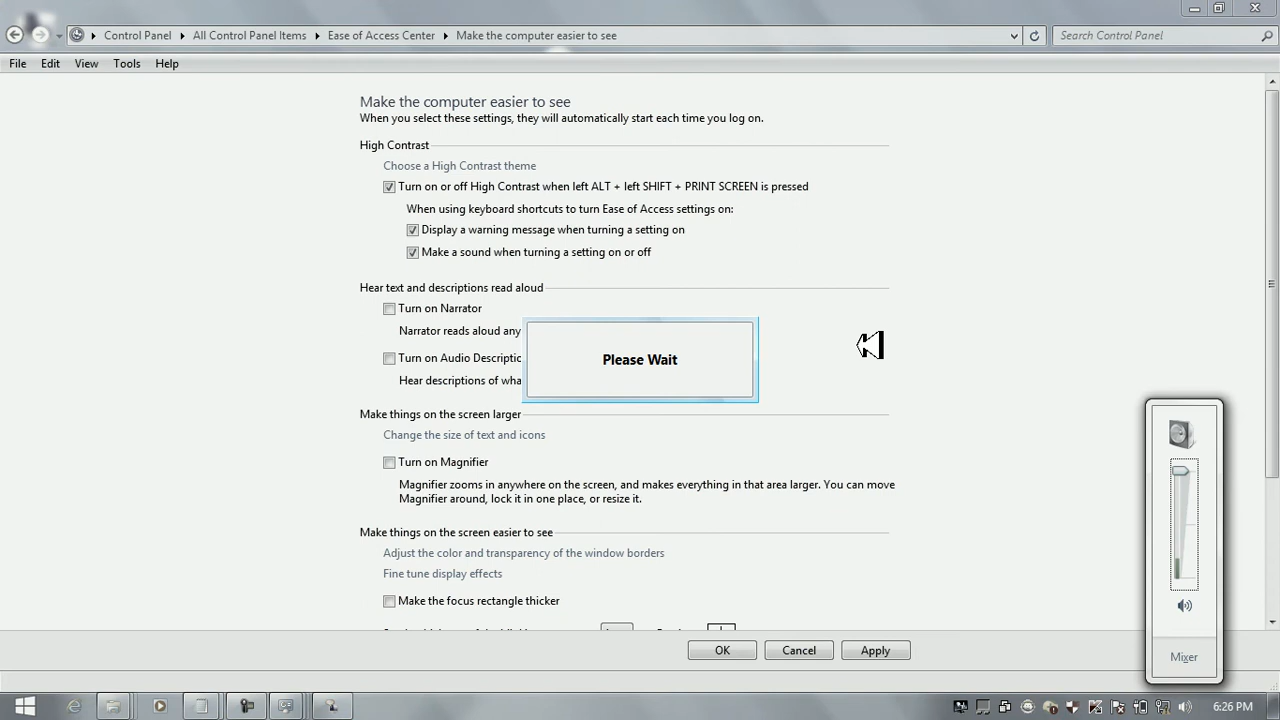 Control Panel
All Control Panel Items
Ease of Access Center
Make the computer easier to see
Search Control Panel
File Edit View Tools Help
Make the computer easier to see
When you select these settings, they will automatically start each time you log on.
High Contrast
Choose a High Contrast theme
Turn on or off High Contrast when left ALT + left SHIFT + PRINT SCREEN is pressed
When using keyboard shortcuts to turn Ease of Access settings on:
Display a warning message when turning a setting on
Make a sound when turning a setting on or off
Hear text and descriptions read aloud
Turn on Narrator
Narrator reads aloud any
Please Wait
Turn on Audio
Hear descriptions of
Make things on the screen larger
Change the size of text and icons
Turn on Magnifier
Magnifier zooms in anywhere on the screen, and makes everything in that area larger. You can move
Magnifier around, lock it in one place, or resize it.
Make things on the screen easier to see
Adjust the color and transparency of the window borders
Fine tune display effects
Make the focus rectangle thicker
OK Cancel Apply
Mixer
6:26 PM